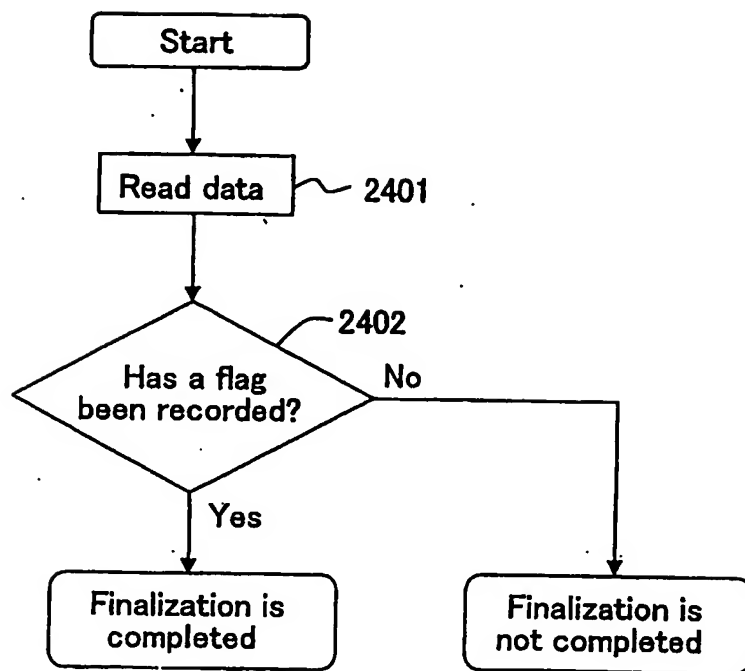 Start
Read data
2401
2402
Has a flag
been recorded?
No
Yes
Finalization is
completed
Finalization is
not completed